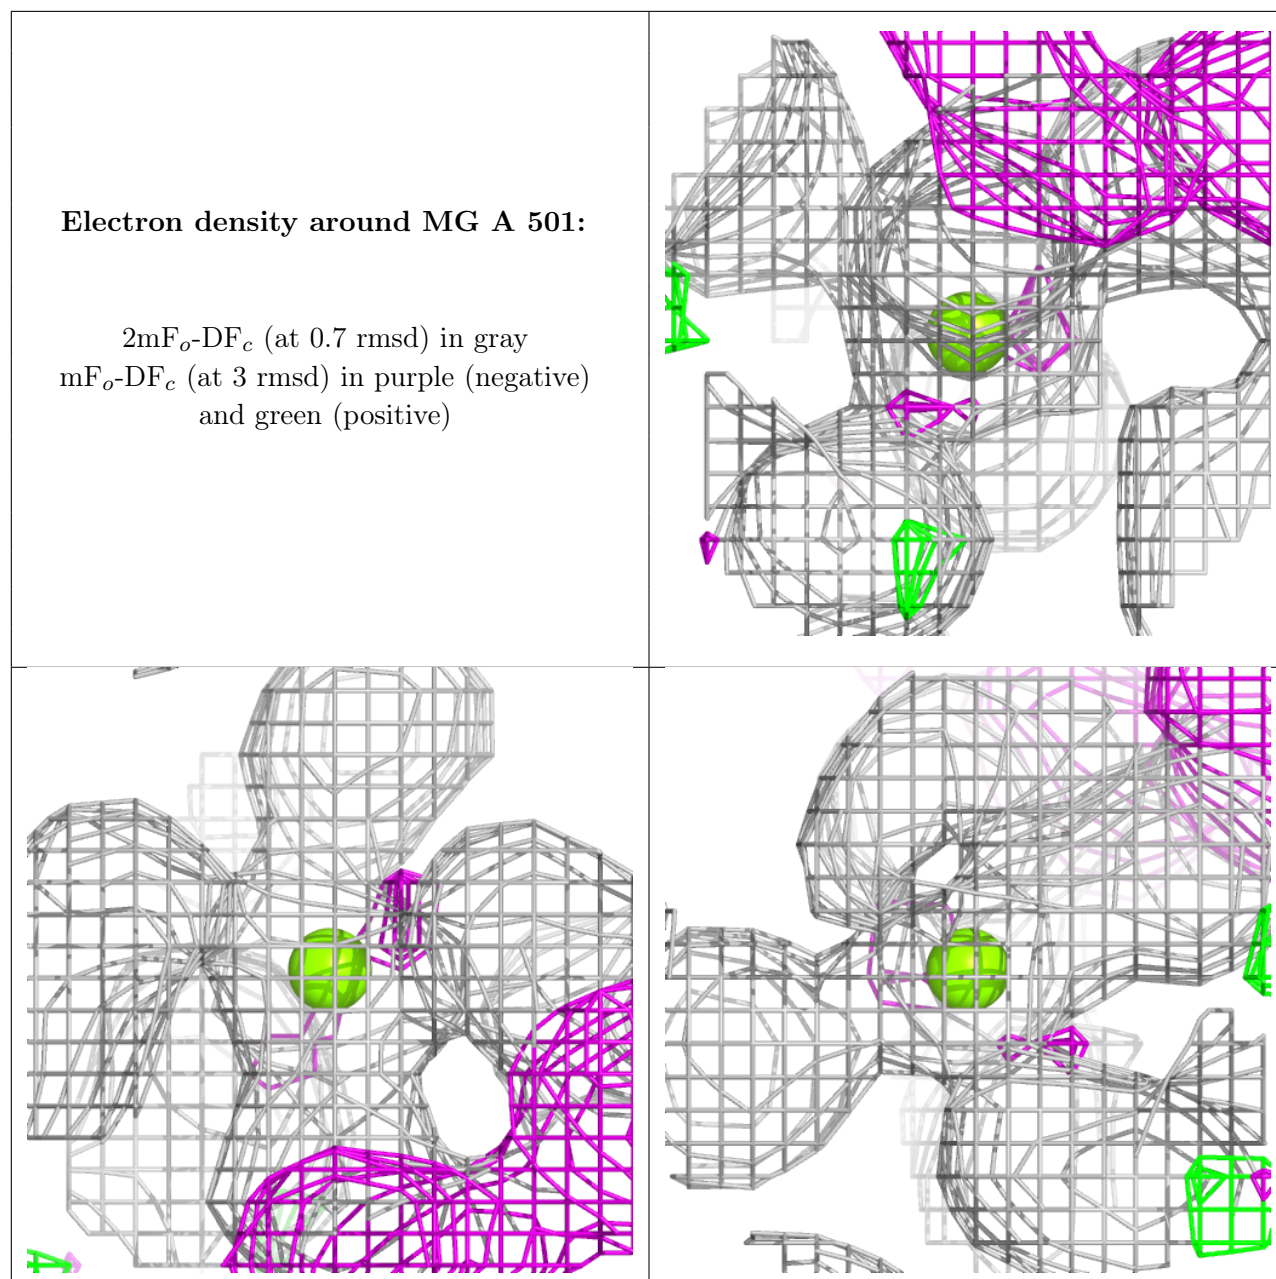 Electron density around MG A 501:
2mFo-DFc (at 0.7 rmsd) in gray
mFo-DFc (at 3 rmsd) in purple (negative)
and green (positive)